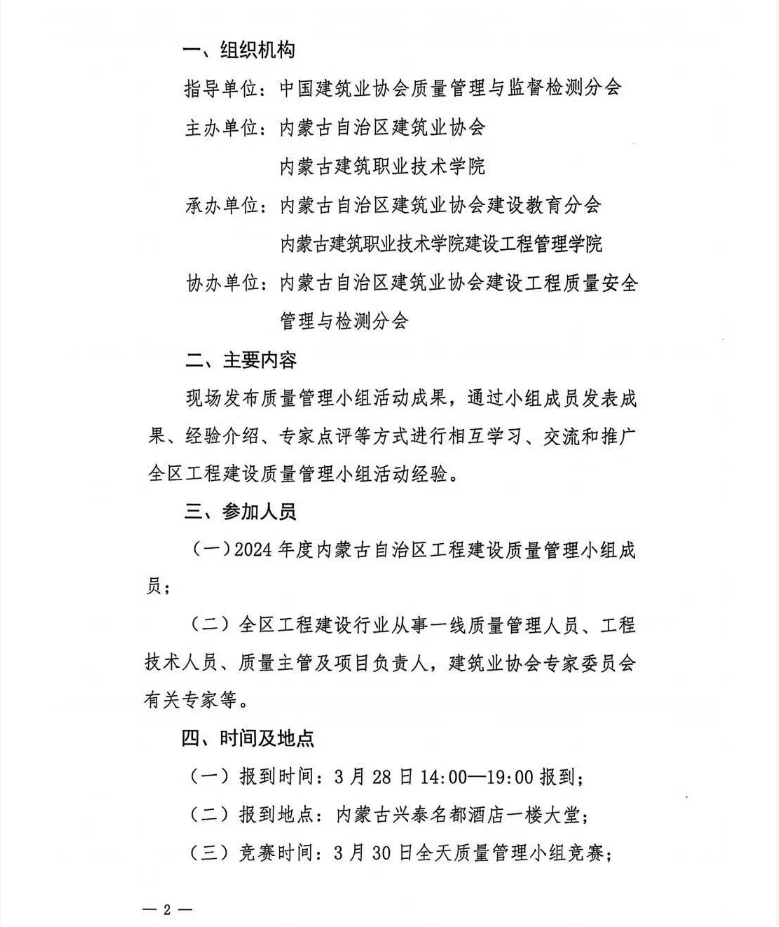 一、组织机构
指导单位：中国建筑业协会质量管理与监督检测分会
主办单位：内蒙古自治区建筑业协会
内蒙古建筑职业技术学院
承办单位：内蒙古自治区建筑业协会建设教育分会
内蒙古建筑职业技术学院建设工程管理学院
协办单位：内蒙古自治区建筑业协会建设工程质量安全
管理与检测分会
二、主要内容
现场发布质量管理小组活动成果，通过小组成员发表成
果、经验介绍、专家点评等方式进行相互学习、交流和推广
全区工程建设质量管理小组活动经验。
三、参加人员
（一）2024 年度内蒙古自治区工程建设质量管理小组成
员；
（二）全区工程建设行业从事一线质量管理人员、工程
技术人员、质量主管及项目负责人，建筑业协会专家委员会
有关专家等。
四、时间及地点
（一）报到时间：3 月 28 日 14:00—19:00 报到；
（二）报到地点：内蒙古兴泰名都酒店一楼大堂；
（三）竞赛时间：3 月 30 日全天质量管理小组竞赛；
— 2 —